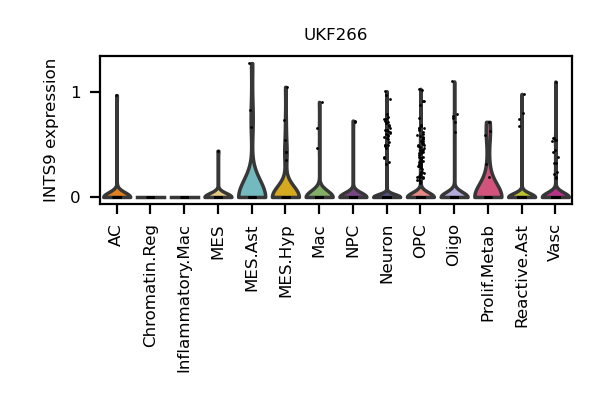 UKF266
INTS9 expression
1
0
AC
Chromatin.Reg
Inflammatory.Mac
MES
MES.Ast
MES.Hyp
Mac
NPC
Neuron
OPC
Oligo
Prolif.Metab
Reactive.Ast
Vasc